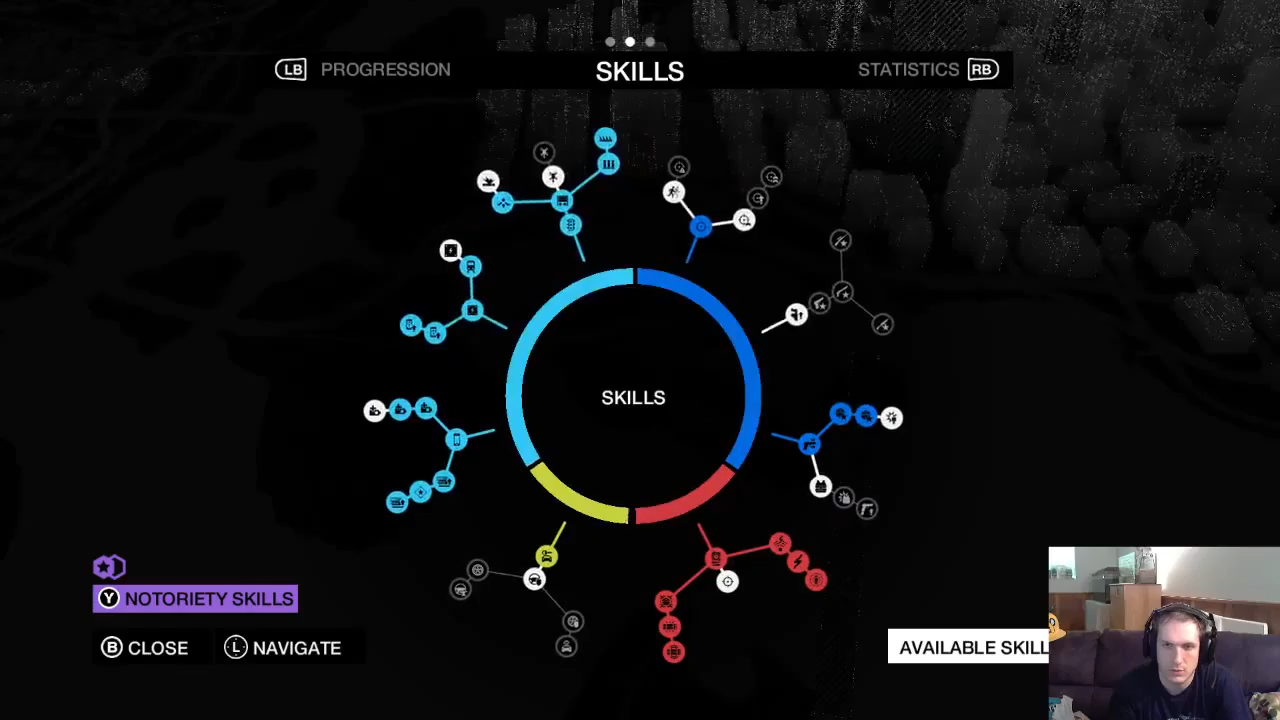 LB PROGRESSION
SKILLS
STATISTICS RB
SKILLS
Y NOTORIETY SKILLS
B CLOSE
L NAVIGATE
AVAILABLE SKILL